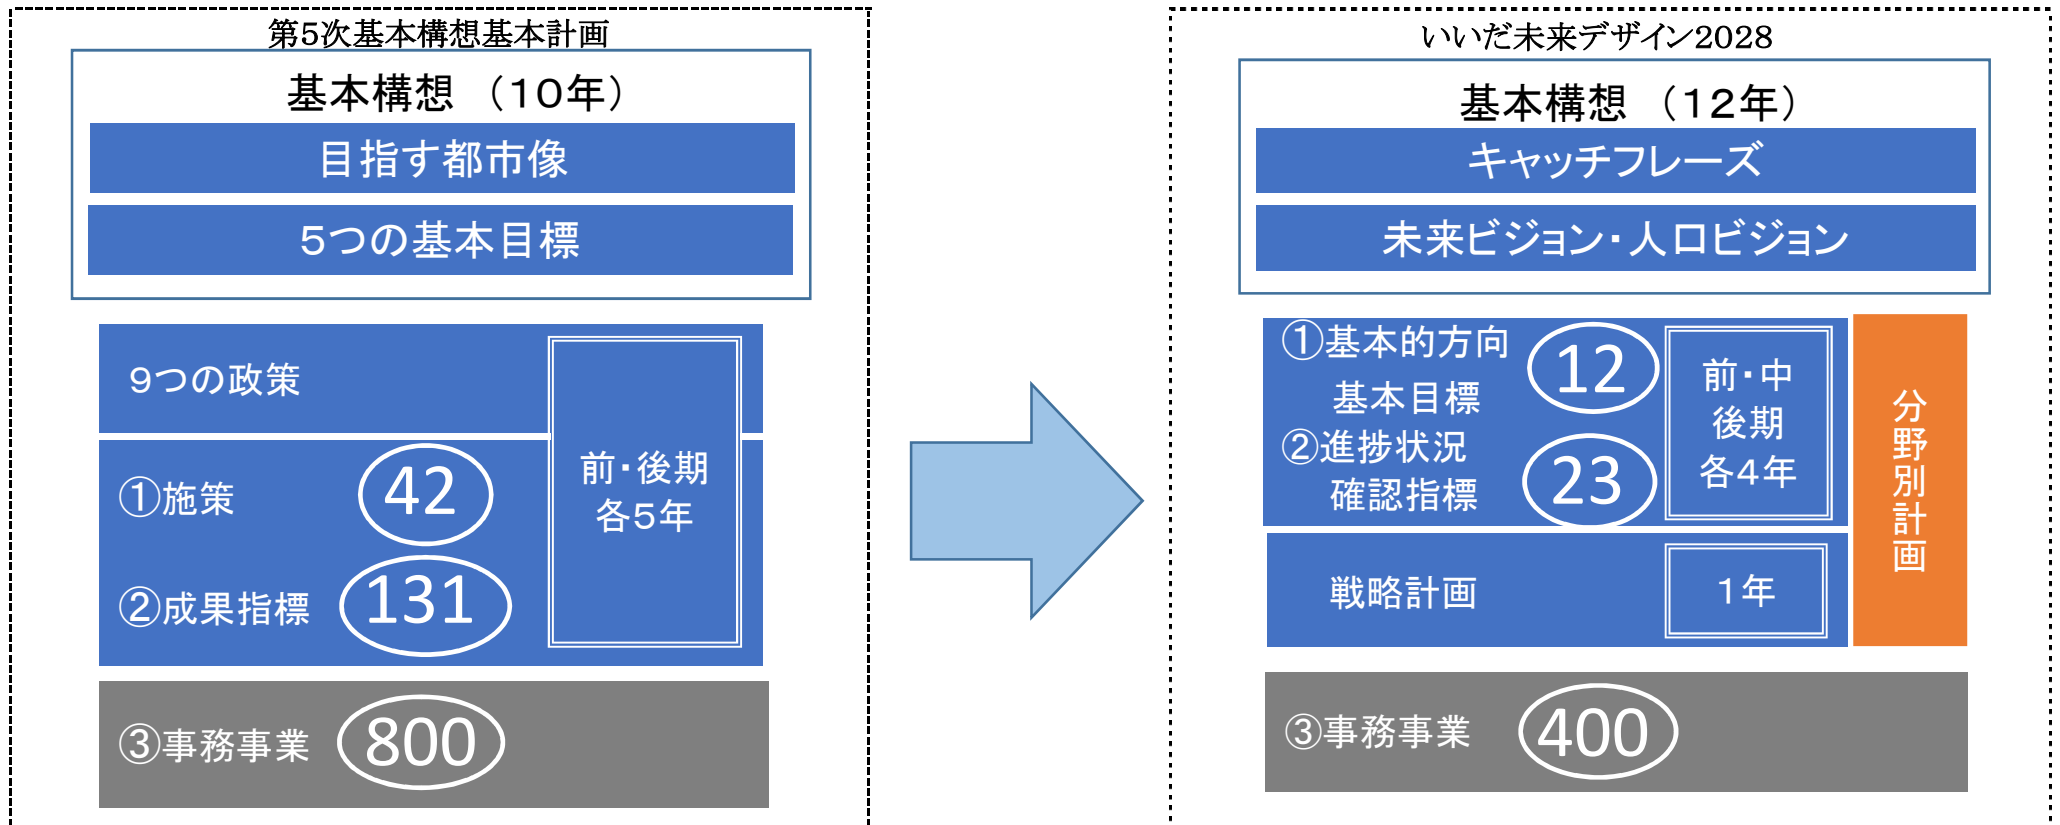 第5次基本構想基本計画
基本構想 （１０年）
目指す都市像
５つの基本目標
９つの政策
①施策
42
②成果指標
131
前・後期
各５年
③事務事業
800
いいだ未来デザイン2028
基本構想 （１２年）
キャッチフレーズ
未来ビジョン・人口ビジョン
①基本的方向
基本目標
12
②進捗状況
確認指標
23
前・中
後期
各４年
戦略計画
１年
分野別計画
③事務事業
400